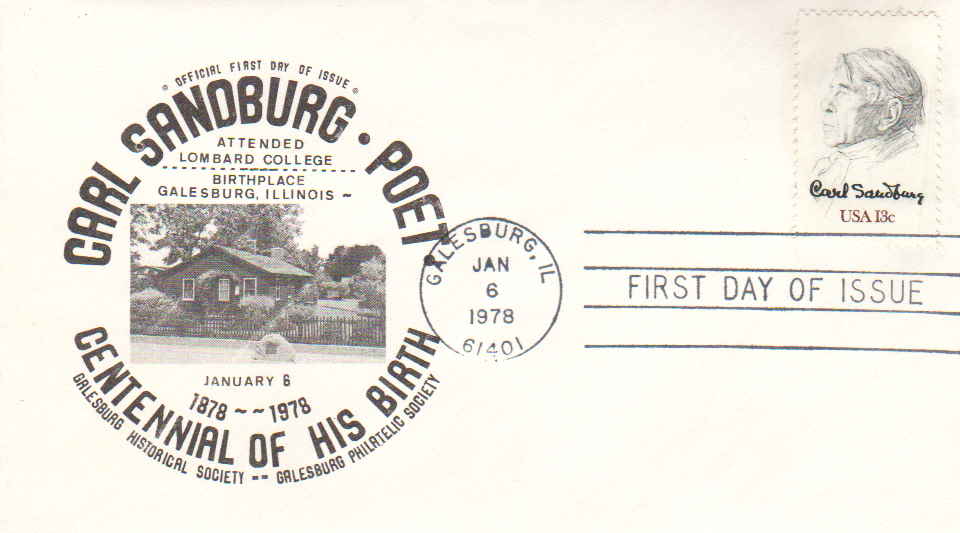 ° OFFICIAL FIRST DAY OF ISSUE °
CARL SANDBURG · POET
ATTENDED
LOMBARD COLLEGE
BIRTHPLACE
GALESBURG, ILLINOIS ~
JANUARY 6
1878 ~ ~ 1978
CENTENNIAL OF HIS BIRTH
GALESBURG HISTORICAL SOCIETY -- GALESBURG PHILATELIC SOCIETY
GALESBURG, IL
JAN
6
1978
61401
Carl Sandburg
USA 13c
FIRST DAY OF ISSUE